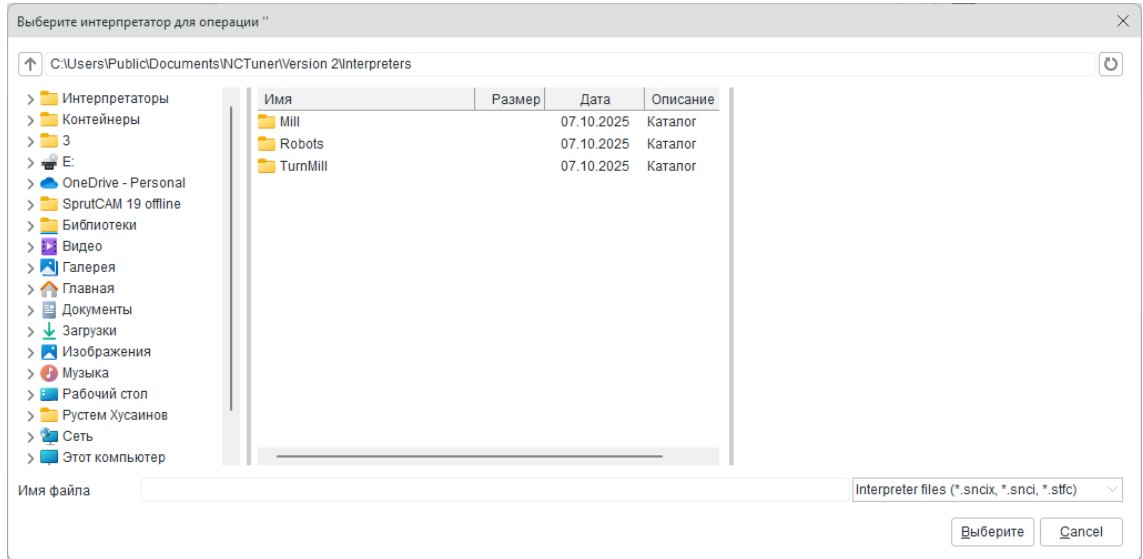 Выберите интерпретатор для операции ''
C:\Users\Public\Documents\NCTuner\Version 2\Interpreters
Интерпретаторы
Контейнеры
3
E:
OneDrive - Personal
SprutCAM 19 offline
Библиотеки
Видео
Галерея
Главная
Документы
Загрузки
Изображения
Музыка
Рабочий стол
Рустем Хусаинов
Сеть
Этот компьютер
Имя Размер Дата Описание
Mill 07.10.2025 Каталог
Robots 07.10.2025 Каталог
TurnMill 07.10.2025 Каталог
Имя файла
Interpreter files (*.sncix, *.snci, *.stfc)
Выберите Cancel